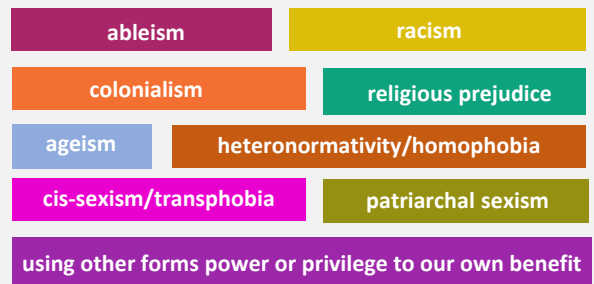 ableism
racism
colonialism
religious prejudice
ageism
heteronormativity/homophobia
cis-sexism/transphobia
patriarchal sexism
using other forms power or privilege to our own benefit